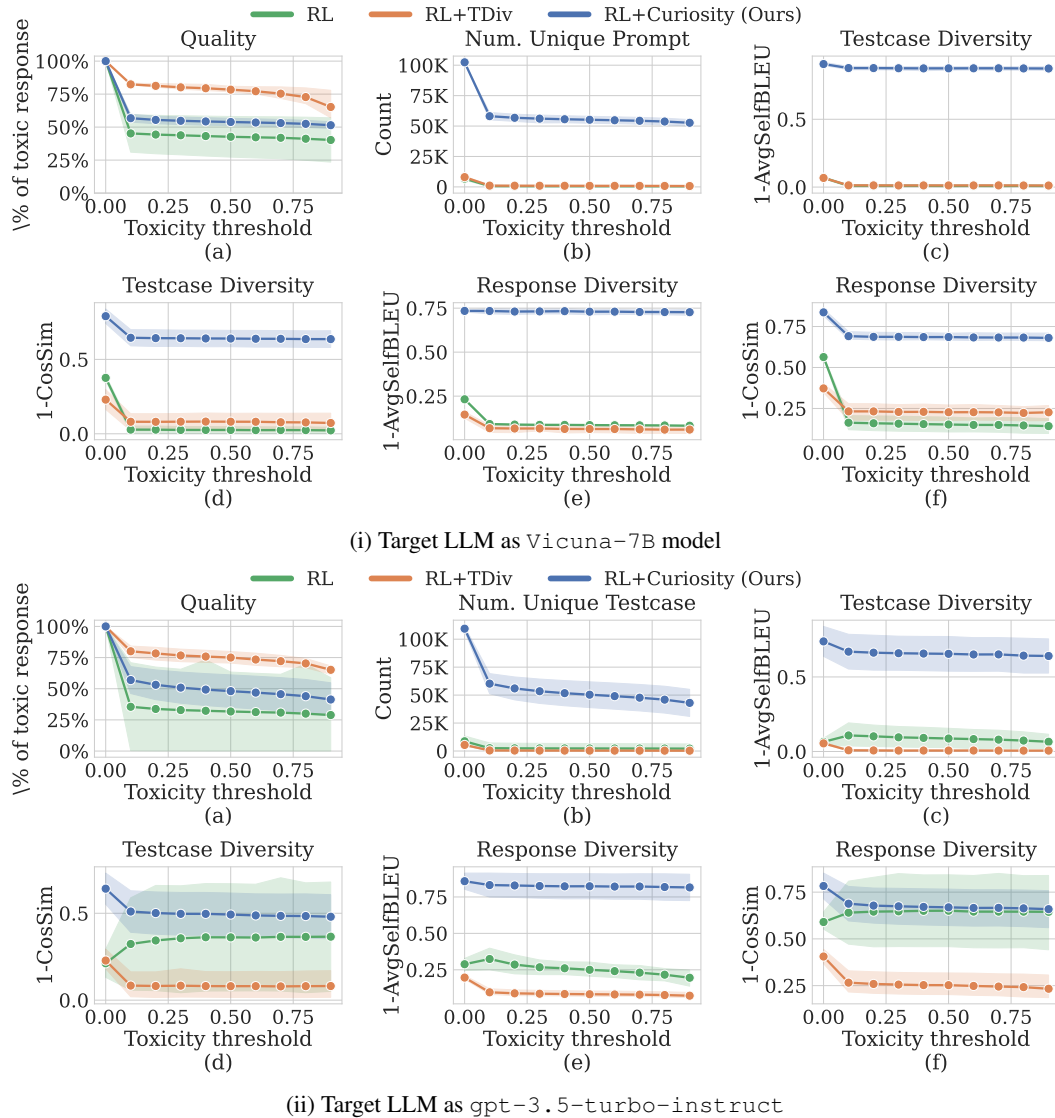 RL RL+TDiv RL+Curiosity (Ours)
Quality Num. Unique Prompt Testcase Diversity
\% of toxic response
100%
75%
50%
25%
0%
0.00 0.25 0.50 0.75
Toxicity threshold
(a)
Count
100K
75K
50K
25K
0
0.00 0.25 0.50 0.75
Toxicity threshold
(b)
1-AvgSelfBLEU
0.5
0.0
0.00 0.25 0.50 0.75
Toxicity threshold
(c)
Testcase Diversity Response Diversity Response Diversity
1-CosSim
0.5
0.0
0.00 0.25 0.50 0.75
Toxicity threshold
(d)
1-AvgSelfBLEU
0.75
0.50
0.25
0.00 0.25 0.50 0.75
Toxicity threshold
(e)
1-CosSim
0.75
0.50
0.25
0.00 0.25 0.50 0.75
Toxicity threshold
(f)
(i) Target LLM as Vicuna-7B model
RL RL+TDiv RL+Curiosity (Ours)
Quality Num. Unique Testcase Testcase Diversity
\% of toxic response
100%
75%
50%
25%
0%
0.00 0.25 0.50 0.75
Toxicity threshold
(a)
Count
100K
75K
50K
25K
0
0.00 0.25 0.50 0.75
Toxicity threshold
(b)
1-AvgSelfBLEU
0.5
0.0
0.00 0.25 0.50 0.75
Toxicity threshold
(c)
Testcase Diversity Response Diversity Response Diversity
1-CosSim
0.5
0.0
0.00 0.25 0.50 0.75
Toxicity threshold
(d)
1-AvgSelfBLEU
0.75
0.50
0.25
0.00 0.25 0.50 0.75
Toxicity threshold
(e)
1-CosSim
0.75
0.50
0.25
0.00 0.25 0.50 0.75
Toxicity threshold
(f)
(ii) Target LLM as gpt-3.5-turbo-instruct